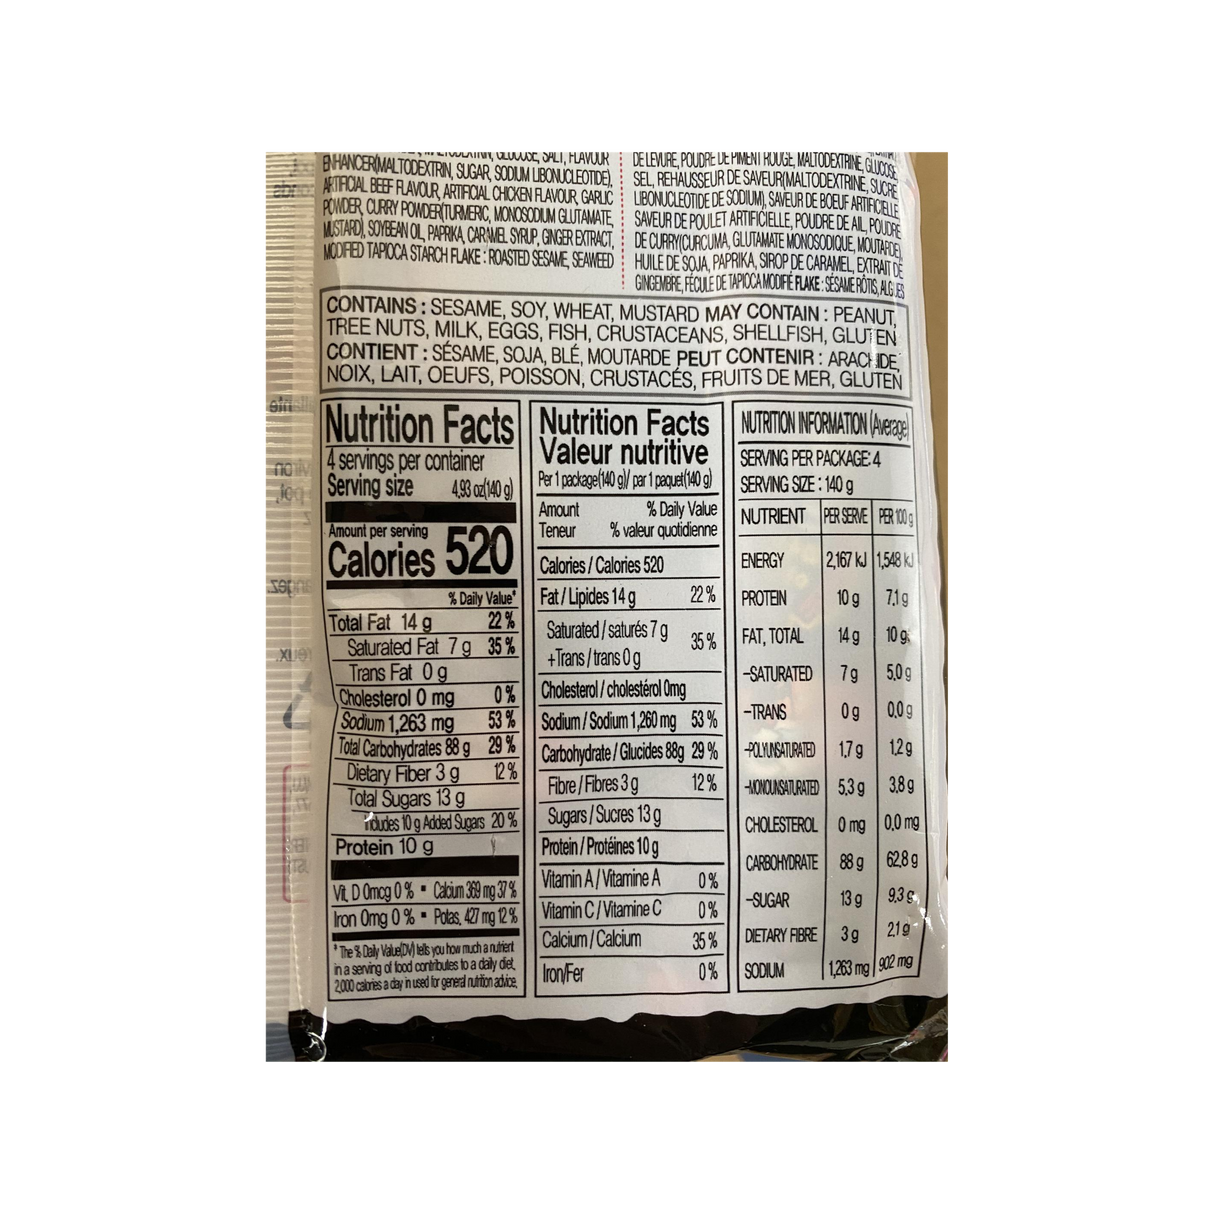 GLUCOSE, SALT, FLAVOUR
ENHANCER(MALTODEXTRIN, SUGAR, SODIUM LIBONUCLEOTIDE),
ARTIFICIAL BEEF FLAVOUR, ARTIFICIAL CHICKEN FLAVOUR, GARLIC
POWDER, CURRY POWDER(TURMERIC, MONOSODIUM GLUTAMATE,
MUSTARD), SOYBEAN OIL, PAPRIKA, CARAMEL SYRUP, GINGER EXTRACT,
MODIFIED TAPIOCA STARCH FLAKE : ROASTED SESAME, SEAWEED
DE LEVURE, POUDRE DE PIMENT ROUGE, MALTODEXTRINE, GLUCOSE
SEL, REHAUSSEUR DE SAVEUR(MALTODEXTRINE, SUCRE
LIBONUCLEOTIDE DE SODIUM), SAVEUR DE BOEUF ARTIFICIELLE
SAVEUR DE POULET ARTIFICIELLE, POUDRE DE AIL, POUDRE
DE CURRY(CURCUMA, GLUTAMATE MONOSODIQUE, MOUTARDE),
HUILE DE SOJA, PAPRIKA, SIROP DE CARAMEL, EXTRAIT DE
GINGEMBRE, FÉCULE DE TAPIOCA MODIFIÉ FLAKE : SÉSAME RÔTIS, ALGUES
CONTAINS : SESAME, SOY, WHEAT, MUSTARD MAY CONTAIN : PEANUT,
TREE NUTS, MILK, EGGS, FISH, CRUSTACEANS, SHELLFISH, GLUTEN
CONTIENT : SÉSAME, SOJA, BLÉ, MOUTARDE PEUT CONTENIR : ARACHIDE,
NOIX, LAIT, OEUFS, POISSON, CRUSTACÉS, FRUITS DE MER, GLUTEN
Nutrition Facts
4 servings per container
Serving size 4.93 oz(140 g)
Amount per serving
Calories 520
% Daily Value*
Total Fat 14 g 22 %
Saturated Fat 7 g 35 %
Trans Fat 0 g
Cholesterol 0 mg 0 %
Sodium 1,263 mg 53 %
Total Carbohydrates 88 g 29 %
Dietary Fiber 3 g 12 %
Total Sugars 13 g
Includes 10 g Added Sugars 20 %
Protein 10 g
Vit. D 0mcg 0 % • Calcium 369 mg 37 %
Iron 0mg 0 % • Potas. 427 mg 12 %
* The % Daily Value(DV) tells you how much a nutrient
in a serving of food contributes to a daily diet.
2,000 calories a day in used for general nutrition advice.
Nutrition Facts
Valeur nutritive
Per 1 package(140 g)/ par 1 paquet(140 g)
Amount % Daily Value
Teneur % valeur quotidienne
Calories / Calories 520
Fat / Lipides 14 g 22 %
Saturated / saturés 7 g 35 %
+Trans / trans 0 g
Cholesterol / cholestérol 0mg
Sodium / Sodium 1,260 mg 53 %
Carbohydrate / Glucides 88g 29 %
Fibre / Fibres 3 g 12 %
Sugars / Sucres 13 g
Protein / Protéines 10 g
Vitamin A / Vitamine A 0 %
Vitamin C / Vitamine C 0 %
Calcium / Calcium 35 %
Iron/Fer 0 %
NUTRITION INFORMATION (Average)
SERVING PER PACKAGE: 4
SERVING SIZE : 140 g
NUTRIENT PER SERVE PER 100 g
ENERGY 2,167 kJ 1,548 kJ
PROTEIN 10 g 7.1 g
FAT, TOTAL 14 g 10 g
-SATURATED 7 g 5.0 g
-TRANS 0 g 0.0 g
-POLYUNSATURATED 1.7 g 1.2 g
-MONOUNSATURATED 5.3 g 3.8 g
CHOLESTEROL 0 mg 0.0 mg
CARBOHYDRATE 88 g 62.8 g
-SUGAR 13 g 9.3 g
DIETARY FIBRE 3 g 2.1 g
SODIUM 1,263 mg 902 mg